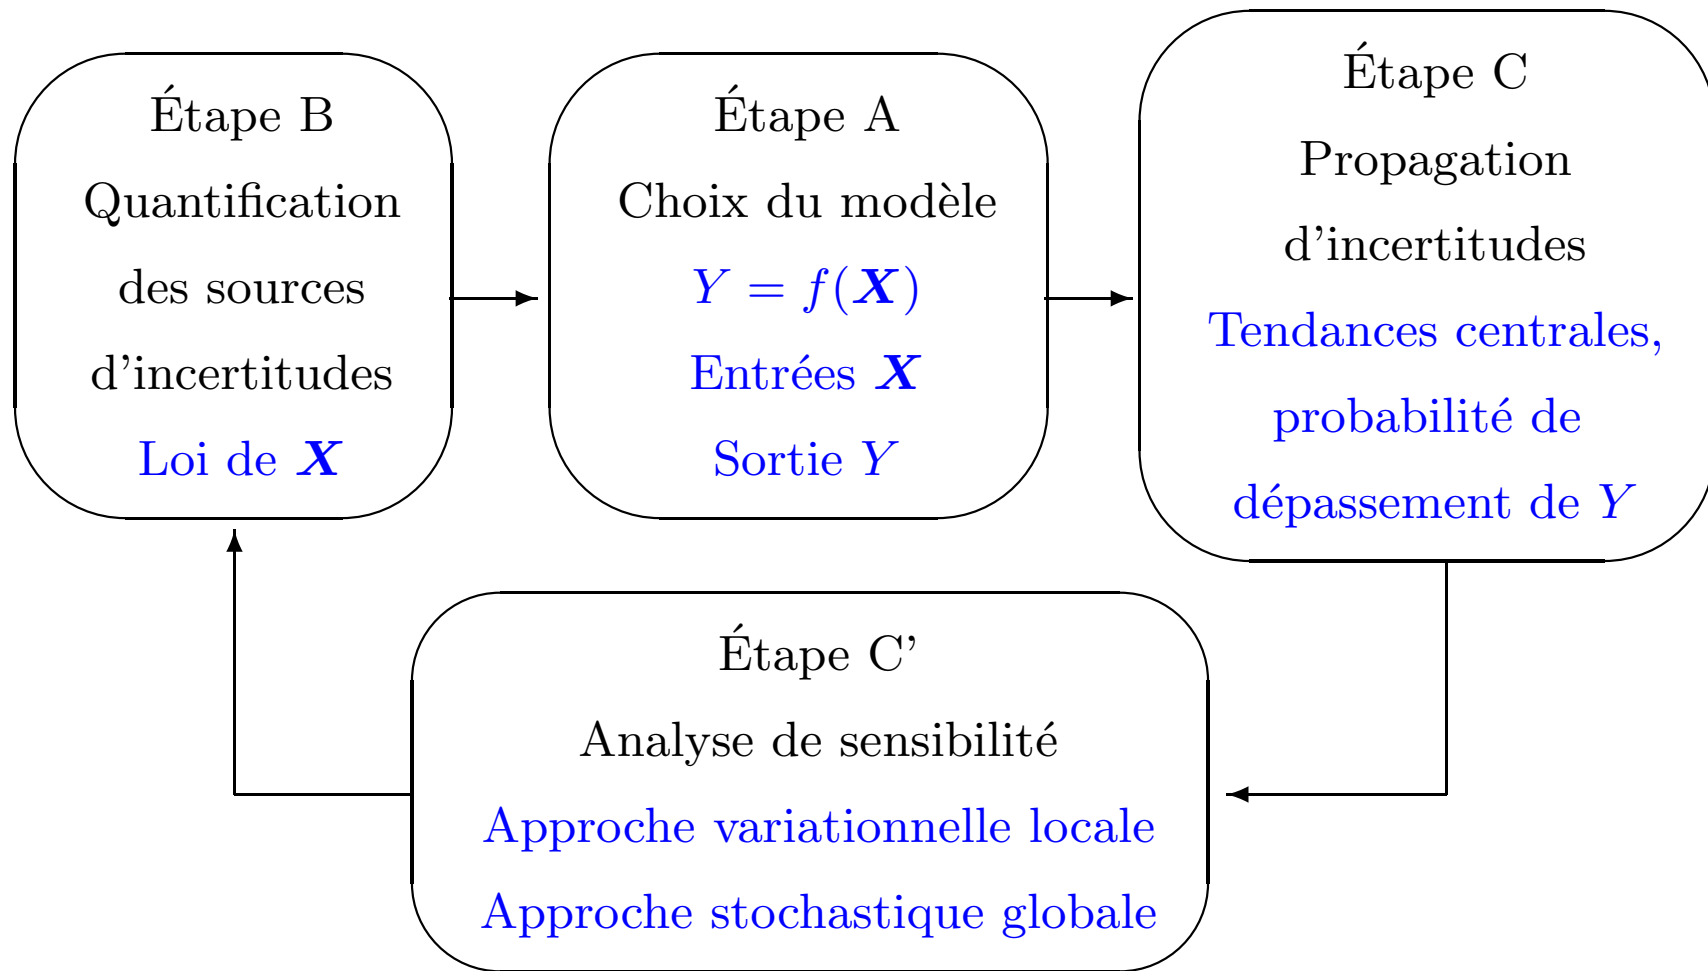 Étape B
Quantification
des sources
d'incertitudes
Loi de X
Étape A
Choix du modèle
Y = f(X)
Entrées X
Sortie Y
Étape C
Propagation
d'incertitudes
Tendances centrales,
probabilité de
dépassement de Y
Étape C'
Analyse de sensibilité
Approche variationnelle locale
Approche stochastique globale